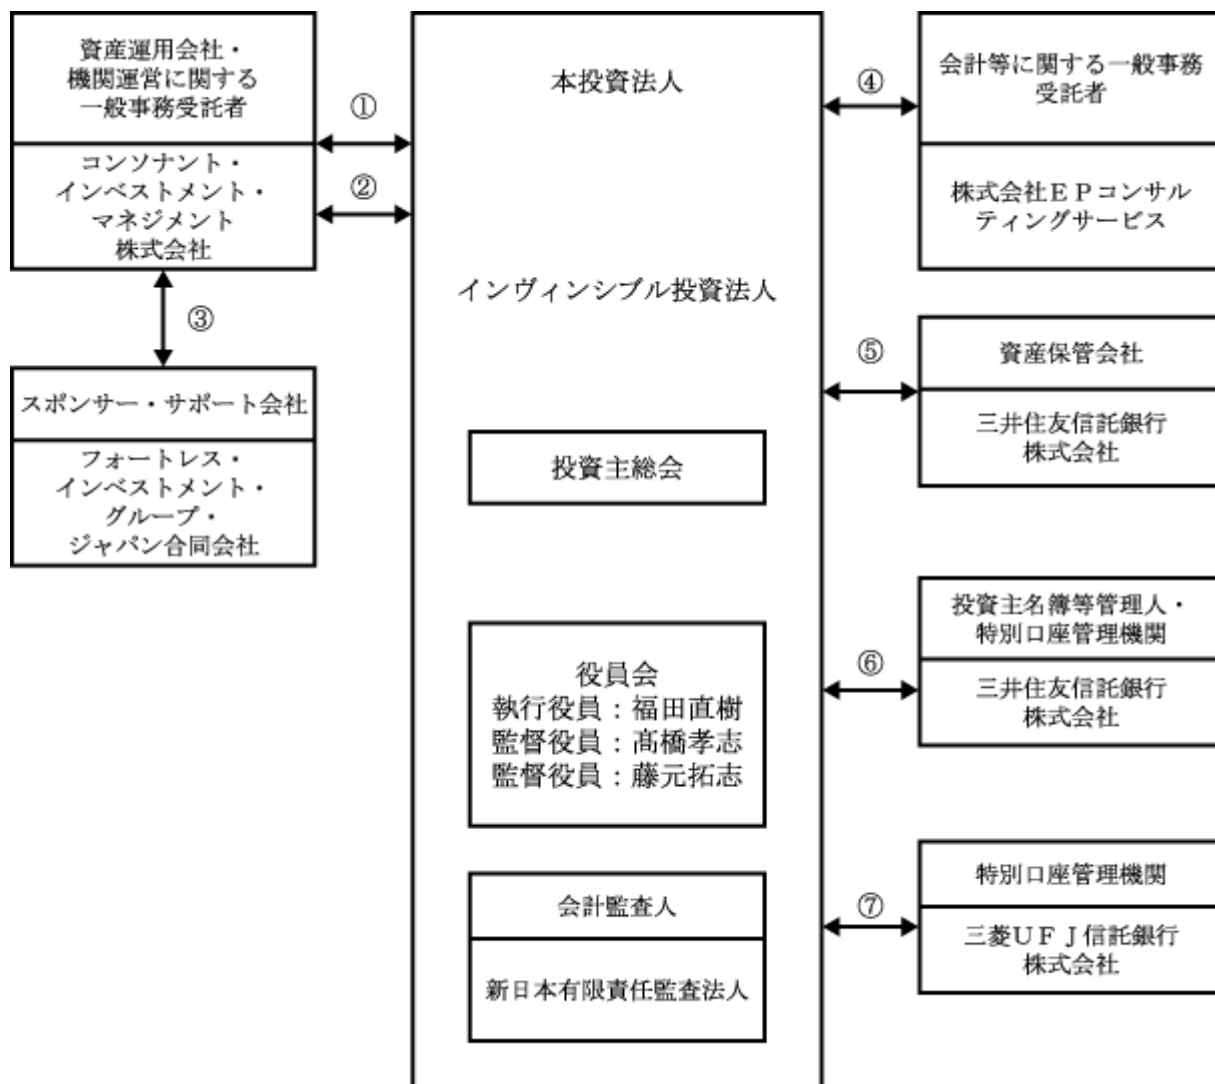 資産運用会社・
機関運営に関する
一般事務受託者
コンソナント・
インベストメント・
マネジメント
株式会社
①
②
③
スポンサー・サポート会社
フォートレス・
インベストメント・
グループ・
ジャパン合同会社
本投資法人
インヴィンシブル投資法人
投資主総会
役員会
執行役員：福田直樹
監督役員：髙橋孝志
監督役員：藤元拓志
会計監査人
新日本有限責任監査法人
④
会計等に関する一般事務
受託者
株式会社ＥＰコンサル
ティングサービス
⑤
資産保管会社
三井住友信託銀行
株式会社
⑥
投資主名簿等管理人・
特別口座管理機関
三井住友信託銀行
株式会社
⑦
特別口座管理機関
三菱ＵＦＪ信託銀行
株式会社